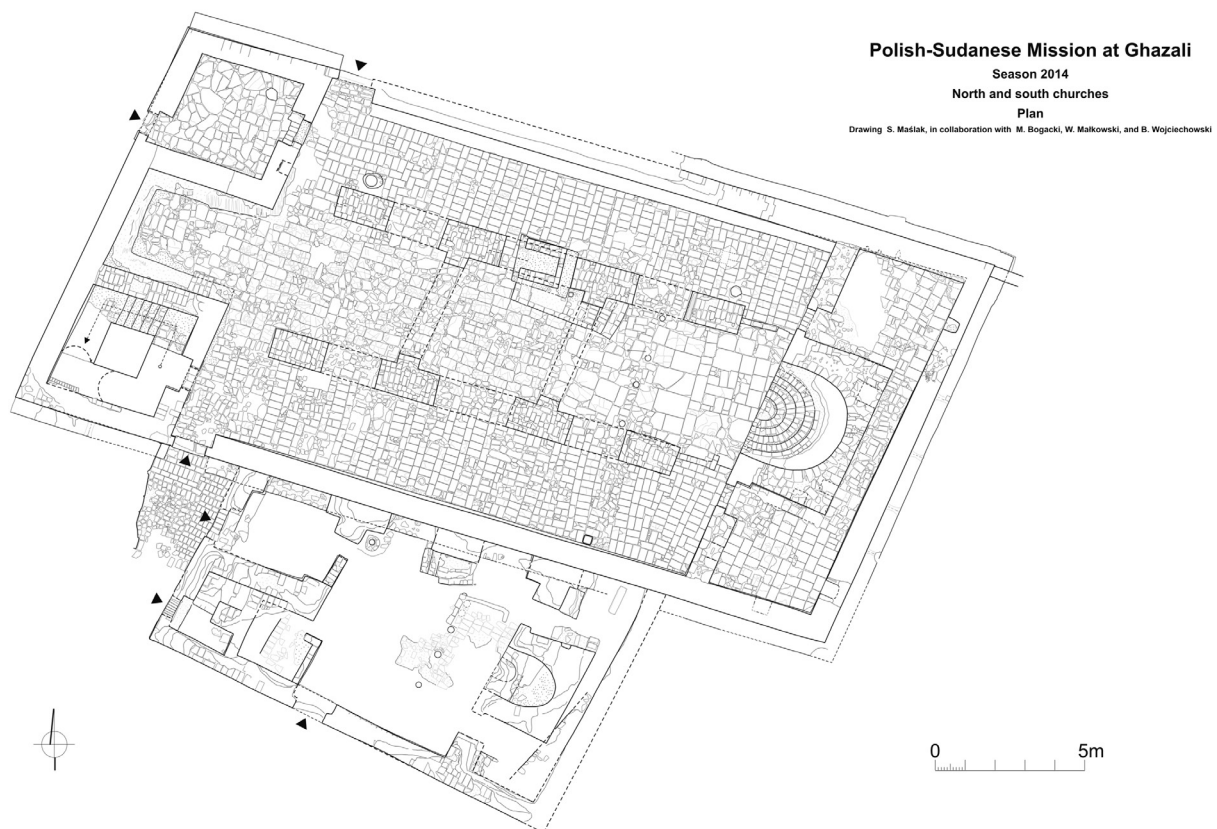 Polish-Sudanese Mission at Ghazali
Season 2014
North and south churches
Plan
Drawing S. Maślak, in collaboration with M. Bogacki, W. Małkowski, and B. Wojciechowski
0 5m